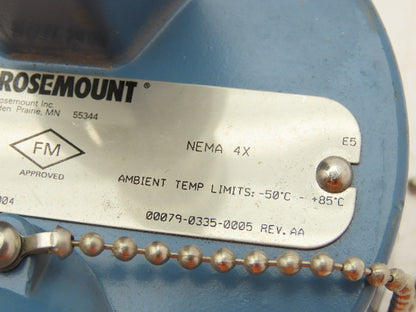 ROSEMOUNT®
osemount Inc.
den Prairie, MN 55344
NEMA 4X
E5
FM
APPROVED
AMBIENT TEMP LIMITS: -50°C - +85°C
004
00079-0335-0005 REV. AA